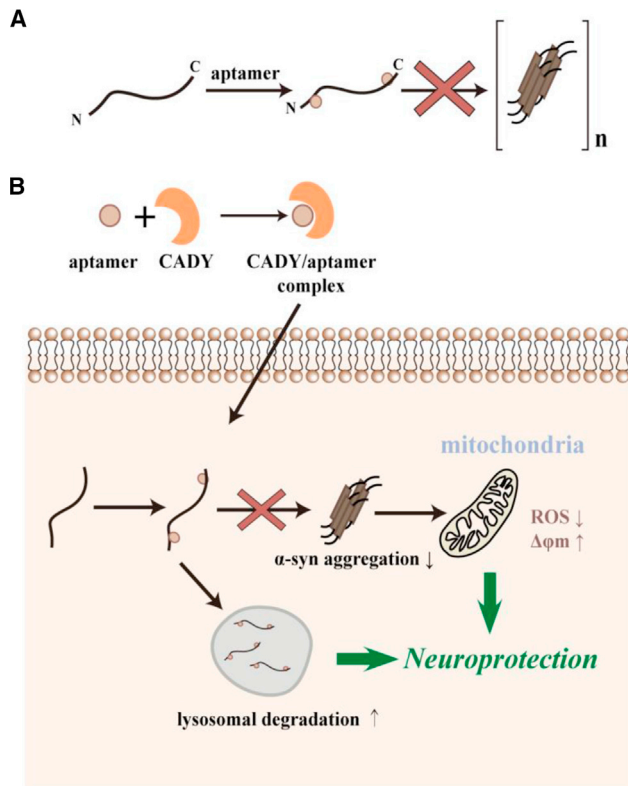 A
N
C
aptamer
N
C
n
B
+
aptamer
CADY
CADY/aptamer
complex
mitochondria
ROS ↓
Δφm ↑
α-syn aggregation ↓
Neuroprotection
lysosomal degradation ↑